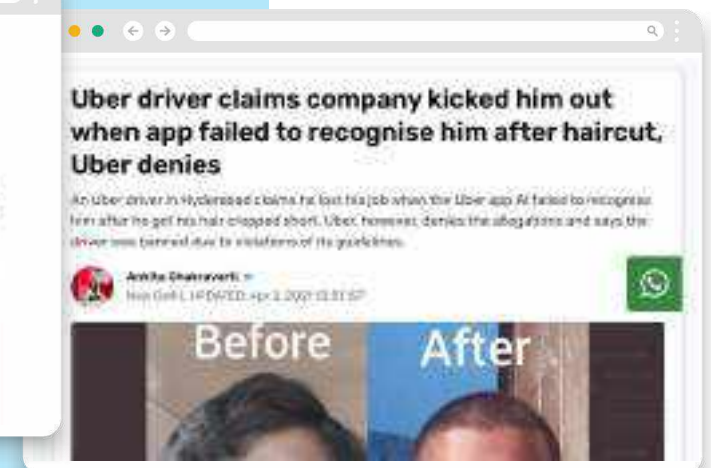 Uber driver claims company kicked him out
when app failed to recognise him after haircut,
Uber denies
An Uber driver in Hyderabad claims he lost his job when the Uber app AI failed to recognise
him after he got his hair cropped short. Uber, however, denies the allegations and says the
driver was banned due to violations of its guidelines.
Ankita Chakravarti
New Delhi, UPDATED: Apr 2, 2021
Before After